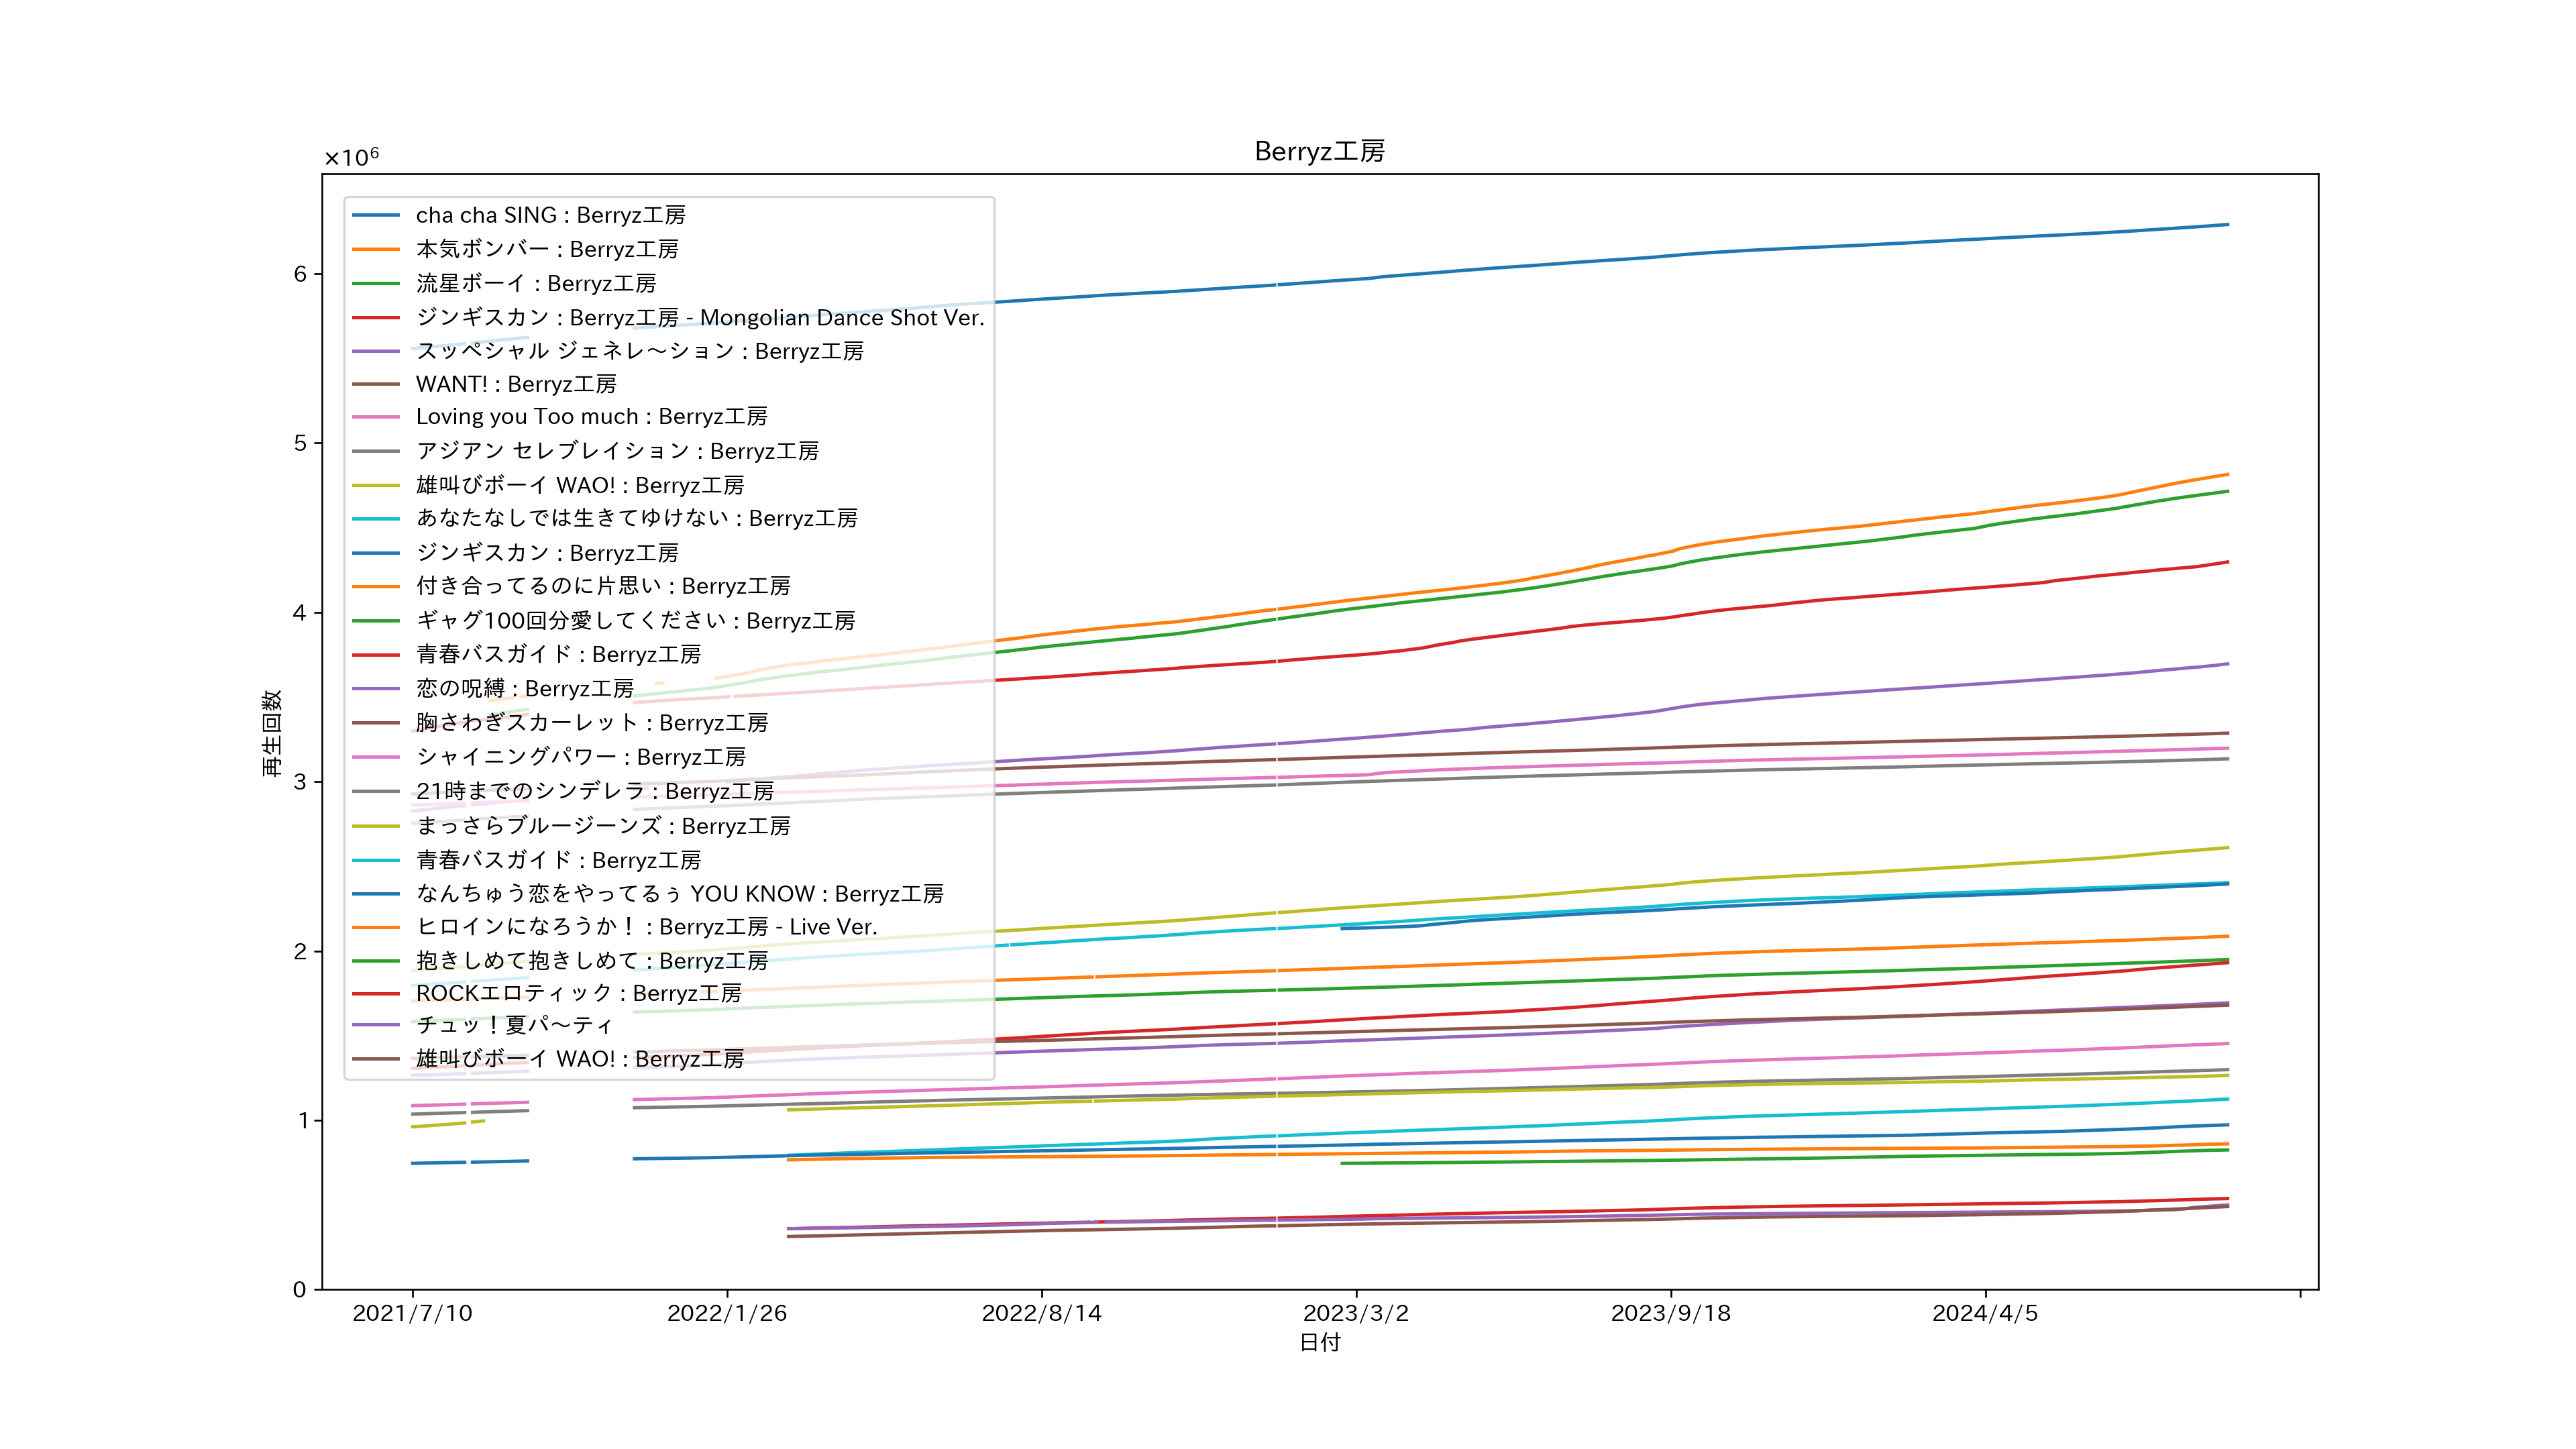 Berryz工房
×10⁶
cha cha SING : Berryz工房
本気ボンバー : Berryz工房
流星ボーイ : Berryz工房
ジンギスカン : Berryz工房 - Mongolian Dance Shot Ver.
スッペシャル ジェネレ～ション : Berryz工房
WANT! : Berryz工房
Loving you Too much : Berryz工房
アジアン セレブレイション : Berryz工房
雄叫びボーイ WAO! : Berryz工房
あなたなしでは生きてゆけない : Berryz工房
ジンギスカン : Berryz工房
付き合ってるのに片思い : Berryz工房
ギャグ100回分愛してください : Berryz工房
青春バスガイド : Berryz工房
恋の呪縛 : Berryz工房
胸さわぎスカーレット : Berryz工房
シャイニングパワー : Berryz工房
21時までのシンデレラ : Berryz工房
まっさらブルージーンズ : Berryz工房
青春バスガイド : Berryz工房
なんちゅう恋をやってるぅ YOU KNOW : Berryz工房
ヒロインになろうか！ : Berryz工房 - Live Ver.
抱きしめて抱きしめて : Berryz工房
ROCKエロティック : Berryz工房
チュッ！夏パ～ティ
雄叫びボーイ WAO! : Berryz工房
6
5
4
3
2
1
0
再生回数
2021/7/10 2022/1/26 2022/8/14 2023/3/2 2023/9/18 2024/4/5
日付